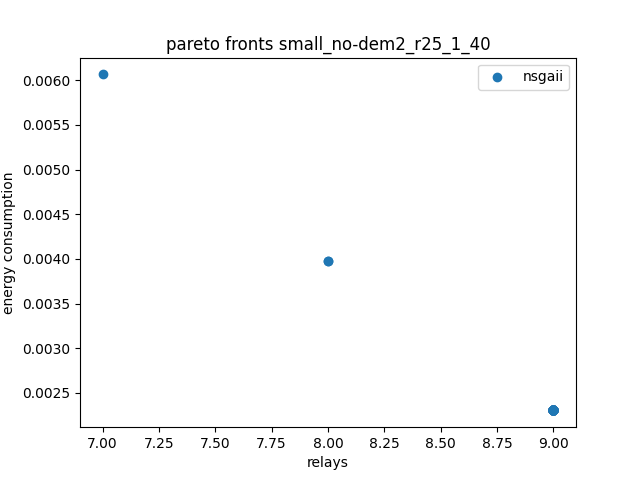 pareto fronts small_no-dem2_r25_1_40
nsgaii
0.0060
0.0055
0.0050
0.0045
0.0040
0.0035
0.0030
0.0025
energy consumption
7.00 7.25 7.50 7.75 8.00 8.25 8.50 8.75 9.00
relays